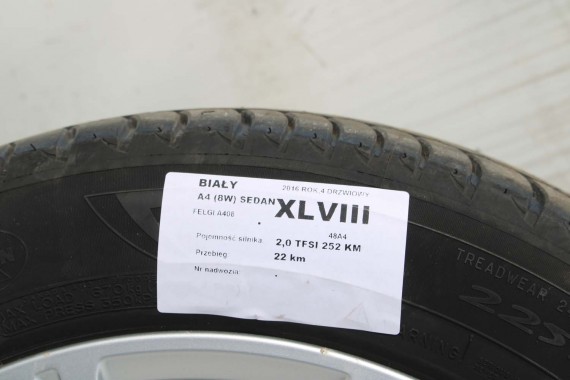 BIAŁY 2016 ROK 4 DRZWIOWY
A4 (8W) SEDAN XLVIII
FELGI A408
48A4
Pojemność silnika: 2,0 TFSI 252 KM
Przebieg: 22 km
Nr nadwozia:
TREADWEAR
225